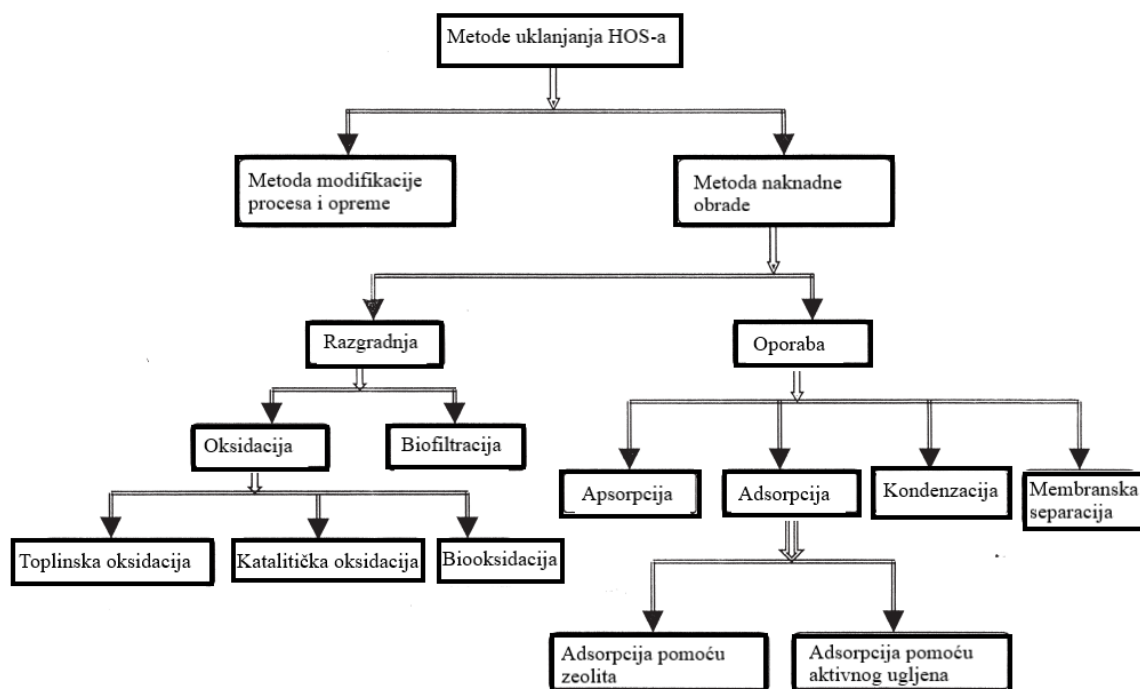 Metode uklanjanja HOS-a
Metoda modifikacije
procesa i opreme
Metoda naknadne
obrade
Razgradnja
Oporaba
Oksidacija
Biofiltracija
Apsorpcija
Adsorpcija
Kondenzacija
Membranska
separacija
Toplinska oksidacija
Katalitička oksidacija
Biooksidacija
Adsorpcija pomoću
zeolita
Adsorpcija pomoću
aktivnog ugljena